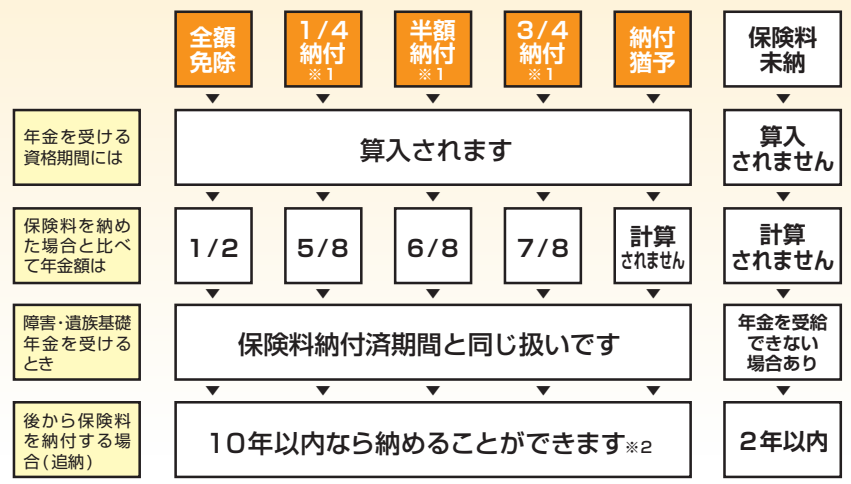 全額
免除
1/4
納付
※1
半額
納付
※1
3/4
納付
※1
納付
猶予
保険料
未納
年金を受ける
資格期間には
算入されます
算入
されません
保険料を納め
た場合と比べ
て年金額は
1/2
5/8
6/8
7/8
計算
されません
計算
されません
障害・遺族基礎
年金を受ける
とき
保険料納付済期間と同じ扱いです
年金を受給
できない
場合あり
後から保険料
を納付する場
合(追納)
10年以内なら納めることができます※2
2年以内